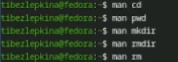 tibezlepkina@fedora:~$ man cd
tibezlepkina@fedora:~$ man pwd
tibezlepkina@fedora:~$ man mkdir
tibezlepkina@fedora:~$ man rmdir
tibezlepkina@fedora:~$ man rm